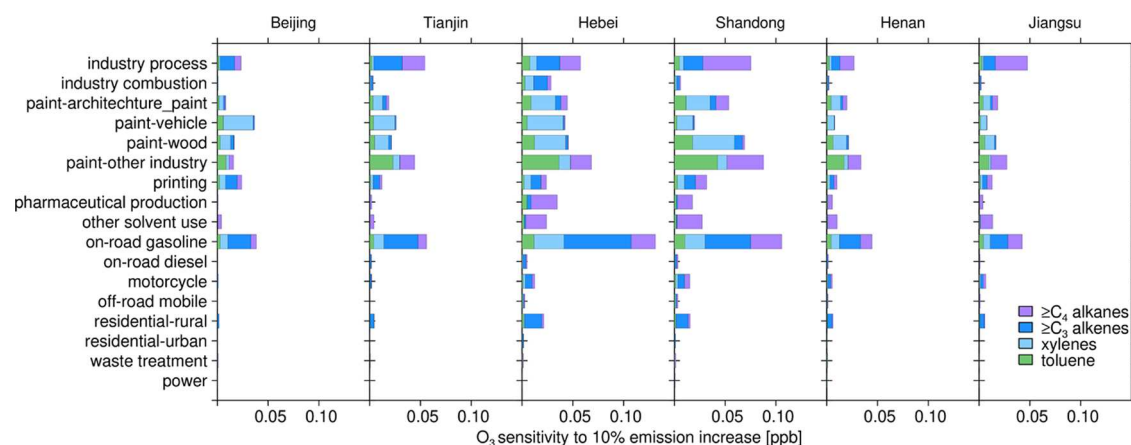 Beijing Tianjin Hebei Shandong Henan Jiangsu
industry process
industry combustion
paint-architechture_paint
paint-vehicle
paint-wood
paint-other industry
printing
pharmaceutical production
other solvent use
on-road gasoline
on-road diesel
motorcycle
off-road mobile
residential-rural
residential-urban
waste treatment
power
≥C4 alkanes
≥C3 alkenes
xylenes
toluene
0.05 0.10 0.05 0.10 0.05 0.10 0.05 0.10 0.05 0.10 0.05 0.10
O3 sensitivity to 10% emission increase [ppb]